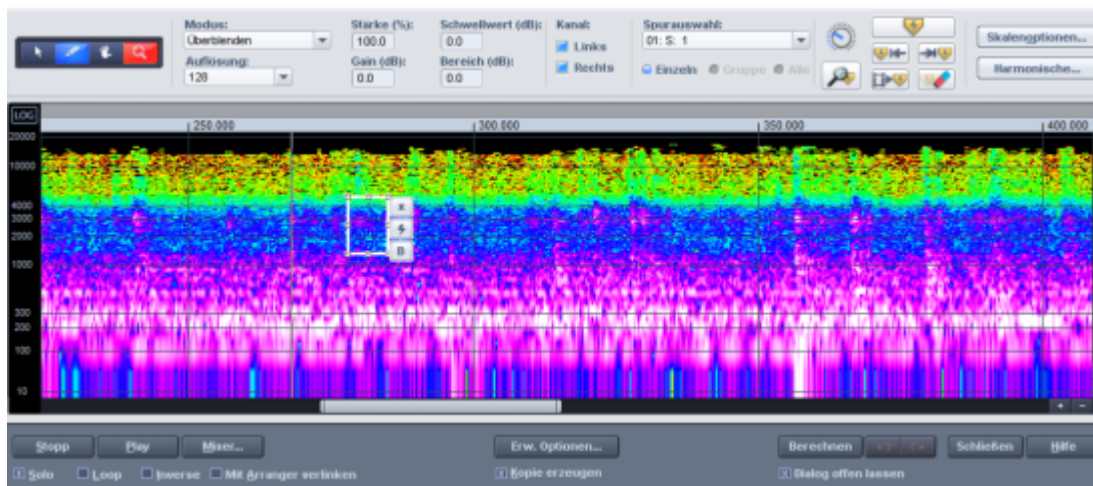 Modus: Stärke (%): Schwellwert (dB): Kanal: Spurauswahl:
Überblenden 100.0 0.0 Links 01: S: 1 Skalenoptionen...
Auflösung: Gain (dB): Bereich (dB): Rechts Einzeln Gruppe Alle Harmonische...
128 0.0 0.0
LOG
250.000 300.000 350.000 400.000
20000
10000
4000
3000
2000
1000
300
200
100
10
B
+ -
Stopp Play Mixer... Erw. Optionen... Berechnen Schließen Hilfe
Solo Loop Inverse Mit Arranger verlinken Kopie erzeugen Dialog offen lassen